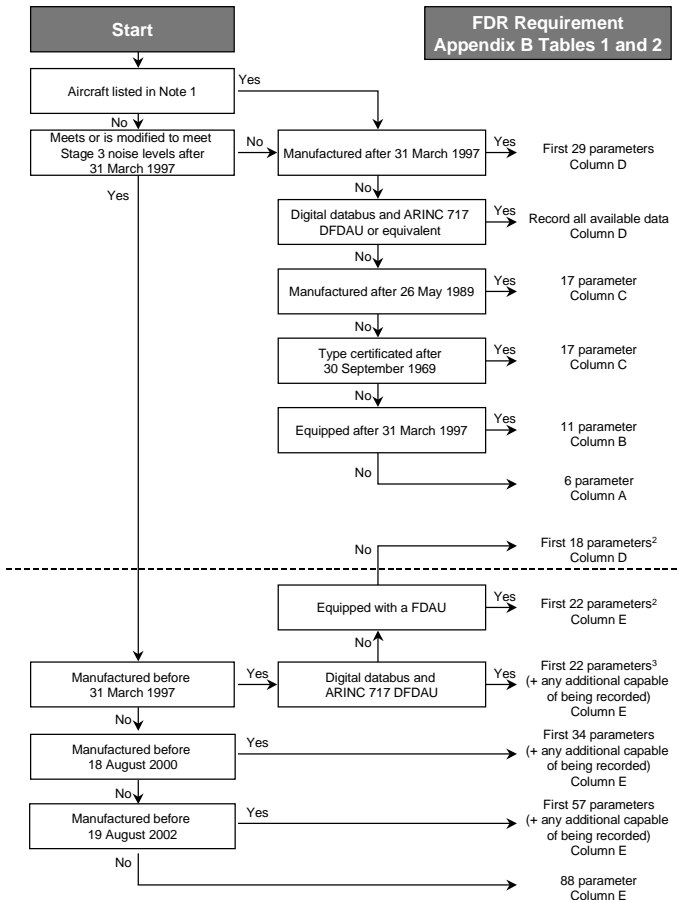 Start
FDR Requirement
Appendix B Tables 1 and 2
Aircraft listed in Note 1
Yes
No
Meets or is modified to meet
Stage 3 noise levels after
31 March 1997
No
Yes
Manufactured after 31 March 1997
Yes
First 29 parameters
Column D
No
Digital databus and ARINC 717
DFDAU or equivalent
Yes
Record all available data
Column D
No
Manufactured after 26 May 1989
Yes
17 parameter
Column C
No
Type certificated after
30 September 1969
Yes
17 parameter
Column C
No
Equipped after 31 March 1997
Yes
11 parameter
Column B
No
6 parameter
Column A
No
First 18 parameters²
Column D
Equipped with a FDAU
Yes
First 22 parameters²
Column E
No
Manufactured before
31 March 1997
Yes
Digital databus and
ARINC 717 DFDAU
Yes
First 22 parameters³
(+ any additional capable
of being recorded)
Column E
No
Manufactured before
18 August 2000
Yes
First 34 parameters
(+ any additional capable
of being recorded)
Column E
No
Manufactured before
19 August 2002
Yes
First 57 parameters
(+ any additional capable
of being recorded)
Column E
No
88 parameter
Column E